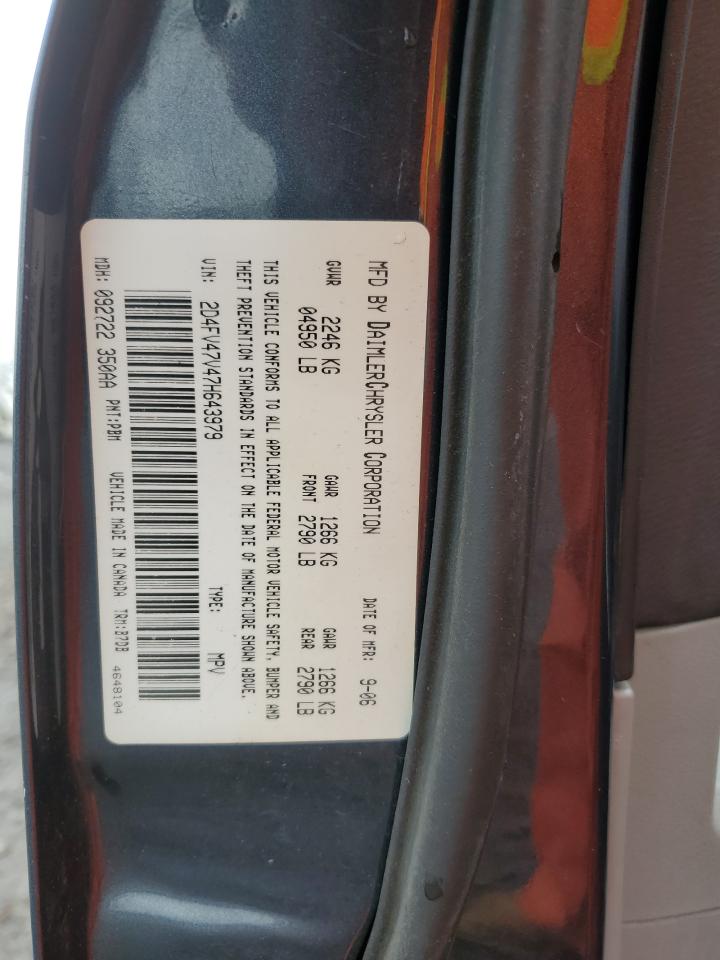 MFD BY DAIMLERCHRYSLER CORPORATION DATE OF MFR: 9-06
GVWR 2246 KG GAWR 1266 KG GAWR 1266 KG
04950 LB FRONT 2790 LB REAR 2790 LB
THIS VEHICLE CONFORMS TO ALL APPLICABLE FEDERAL MOTOR VEHICLE SAFETY, BUMPER AND
THEFT PREVENTION STANDARDS IN EFFECT ON THE DATE OF MANUFACTURE SHOWN ABOVE.
VIN: 2D4FV47V47H643979 TYPE: MPV
MDH: 092722 350AA PNT:PBM VEHICLE MADE IN CANADA TRM:B7DB
4648104